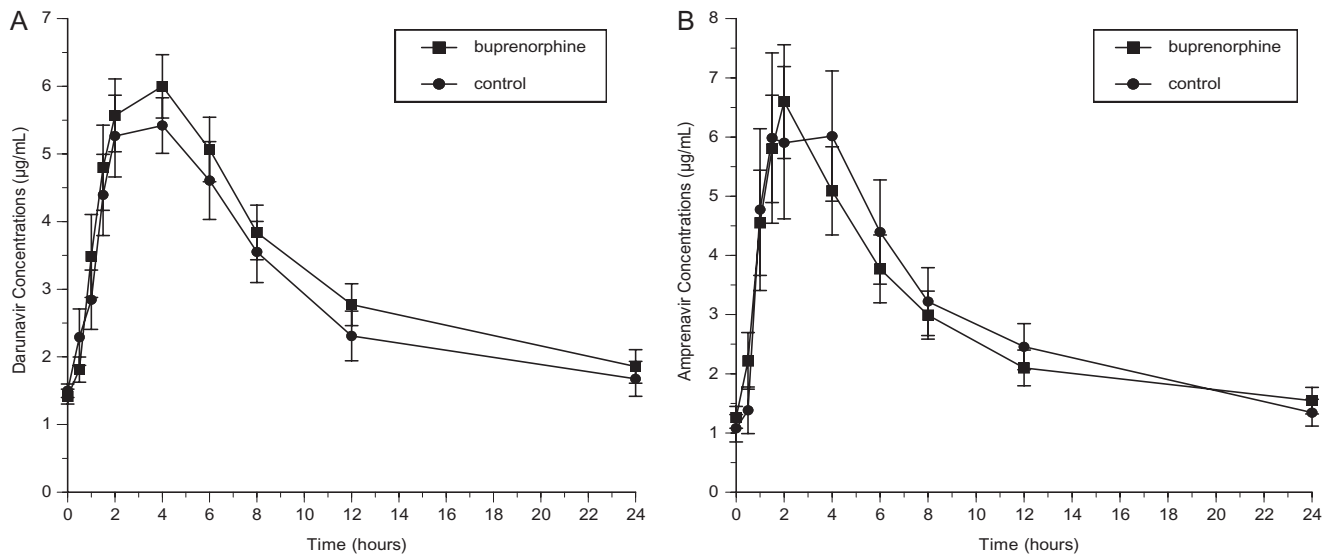 A
7
6
5
4
3
2
1
0
Darunavir Concentrations (µg/mL)
buprenorphine
control
0 2 4 6 8 10 12 14 16 18 20 22 24
Time (hours)
B
8
7
6
5
4
3
2
1
0
Amprenavir Concentrations (µg/mL)
buprenorphine
control
0 2 4 6 8 10 12 14 16 18 20 22 24
Time (hours)